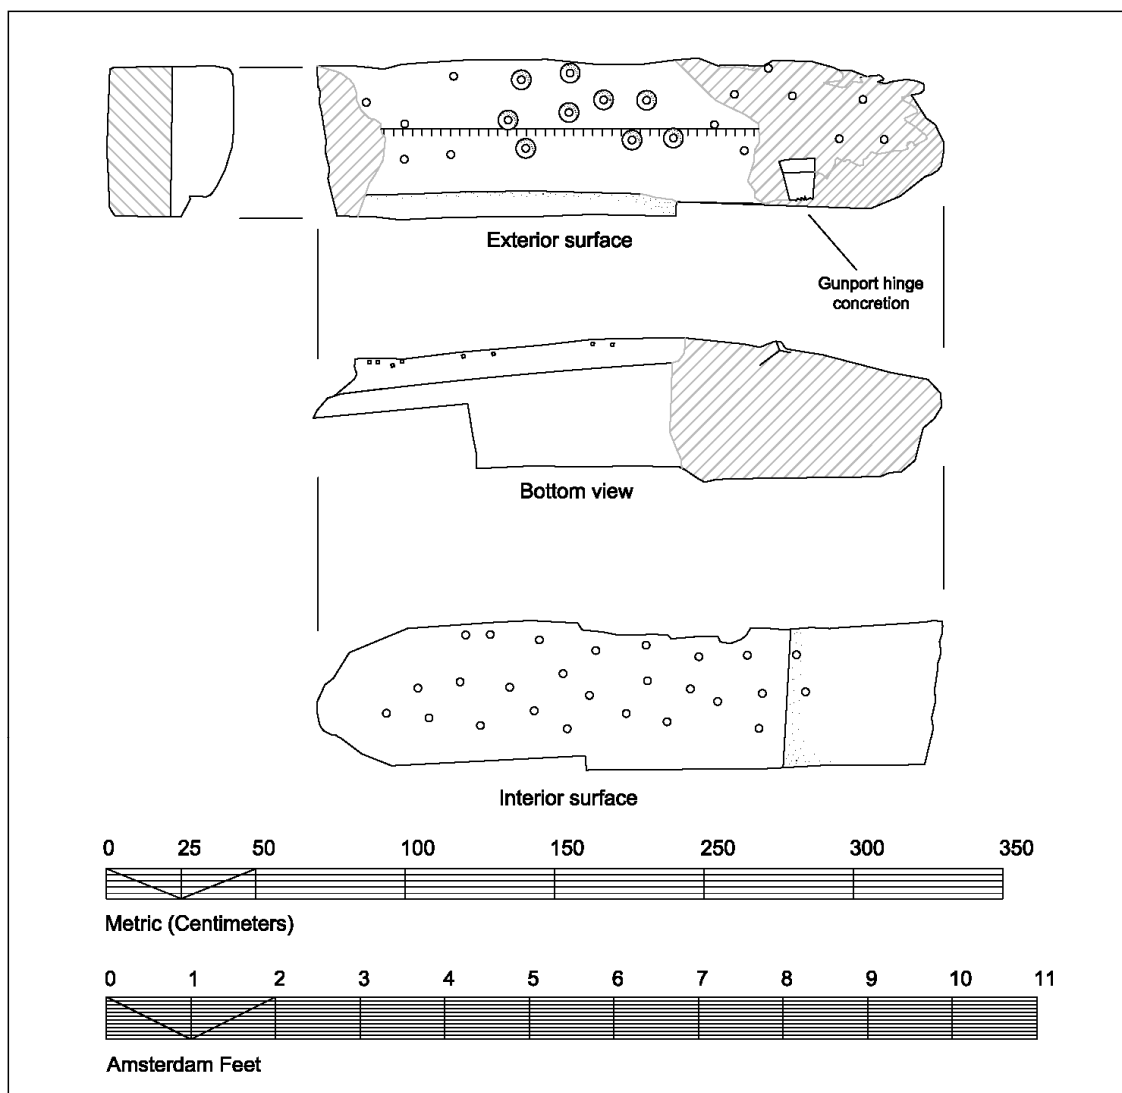 Exterior surface
Gunport hinge
concretion
Bottom view
Interior surface
0 25 50 100 150 250 300 350
Metric (Centimeters)
0 1 2 3 4 5 6 7 8 9 10 11
Amsterdam Feet